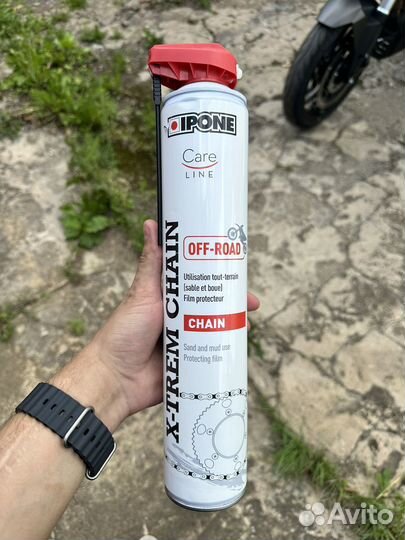 IPONE
Care
LINE
X-TREM CHAIN
OFF-ROAD
Utilisation tout-terrain
(sable et boue)
Film protecteur
CHAIN
Sand and mud use
Protecting film
Avito